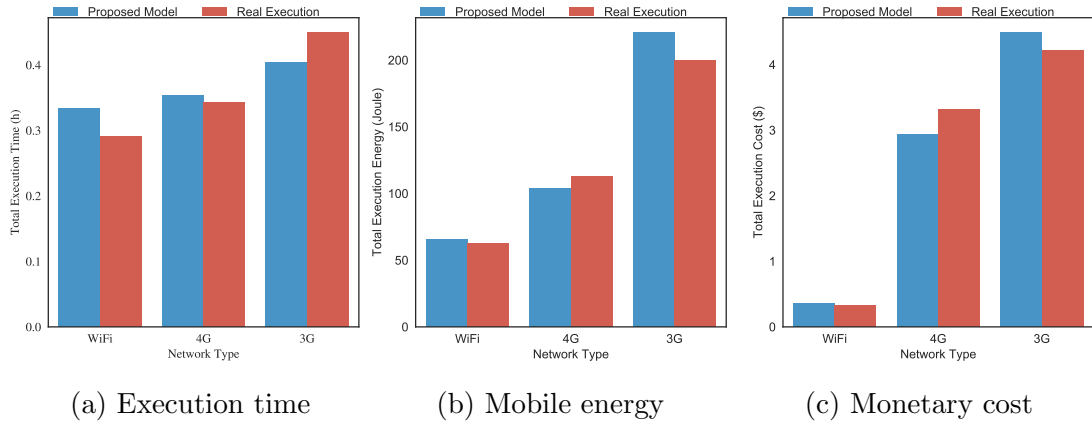 Proposed Model Real Execution
Total Execution Time (h)
0.4
0.3
0.2
0.1
0.0
WiFi 4G 3G
Network Type
(a) Execution time
Proposed Model Real Execution
Total Execution Energy (Joule)
200
150
100
50
0
WiFi 4G 3G
Network Type
(b) Mobile energy
Proposed Model Real Execution
Total Execution Cost ($)
4
3
2
1
0
WiFi 4G 3G
Network Type
(c) Monetary cost